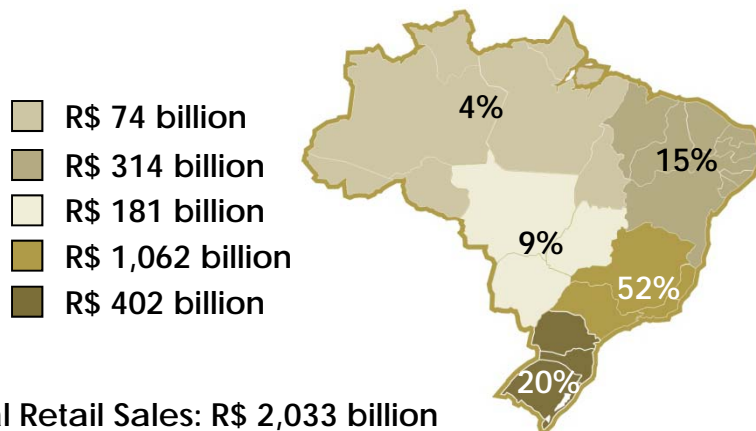 R$ 74 billion
R$ 314 billion
R$ 181 billion
R$ 1,062 billion
R$ 402 billion
4%
15%
9%
52%
20%
Retail Sales: R$ 2,033 billion